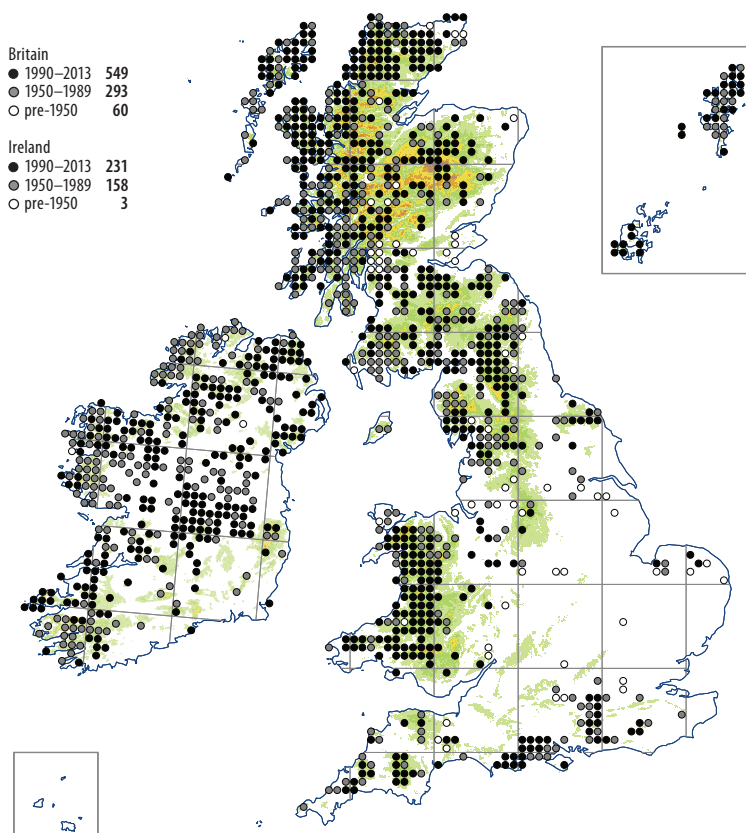 Britain
1990–2013 549
1950–1989 293
pre-1950 60
Ireland
1990–2013 231
1950–1989 158
pre-1950 3